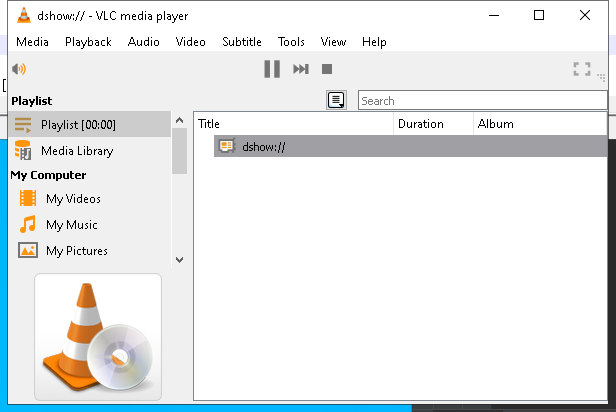 dshow:// - VLC media player
Media Playback Audio Video Subtitle Tools View Help
Playlist
Search
Playlist [00:00]
Media Library
My Computer
My Videos
My Music
My Pictures
Title Duration Album
dshow://